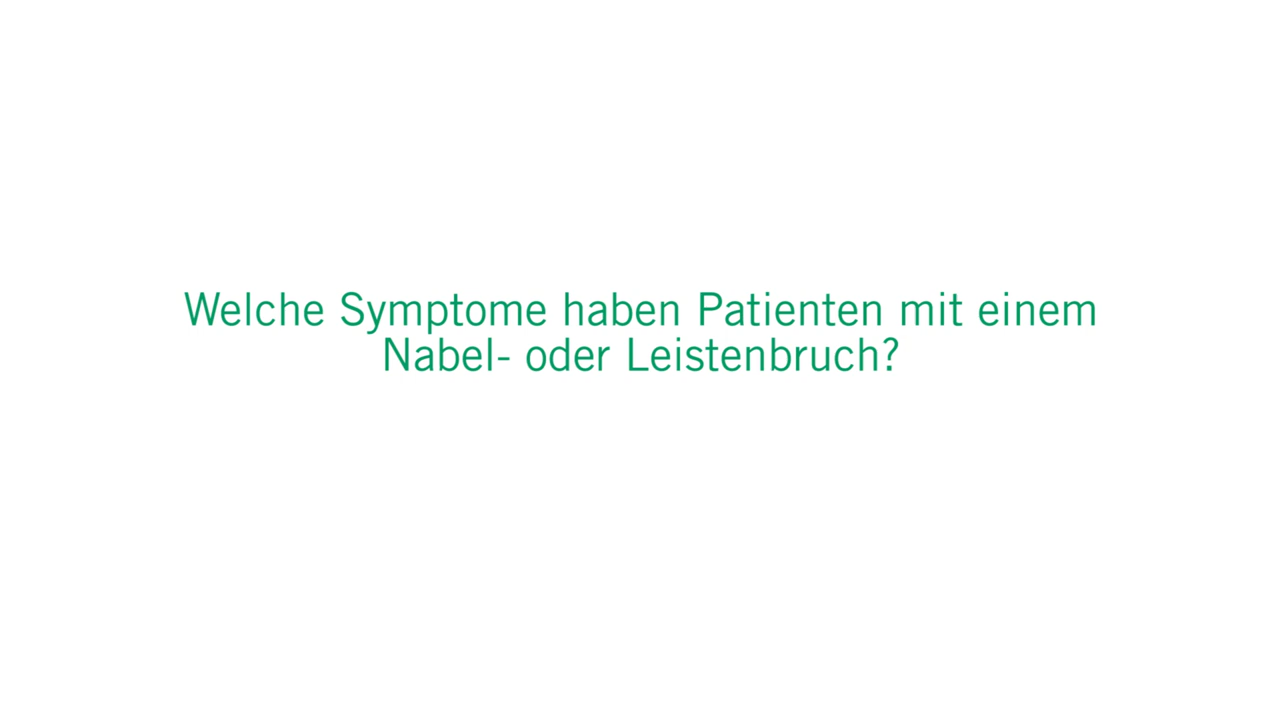 Welche Symptome haben Patienten mit einem
Nabel- oder Leistenbruch?